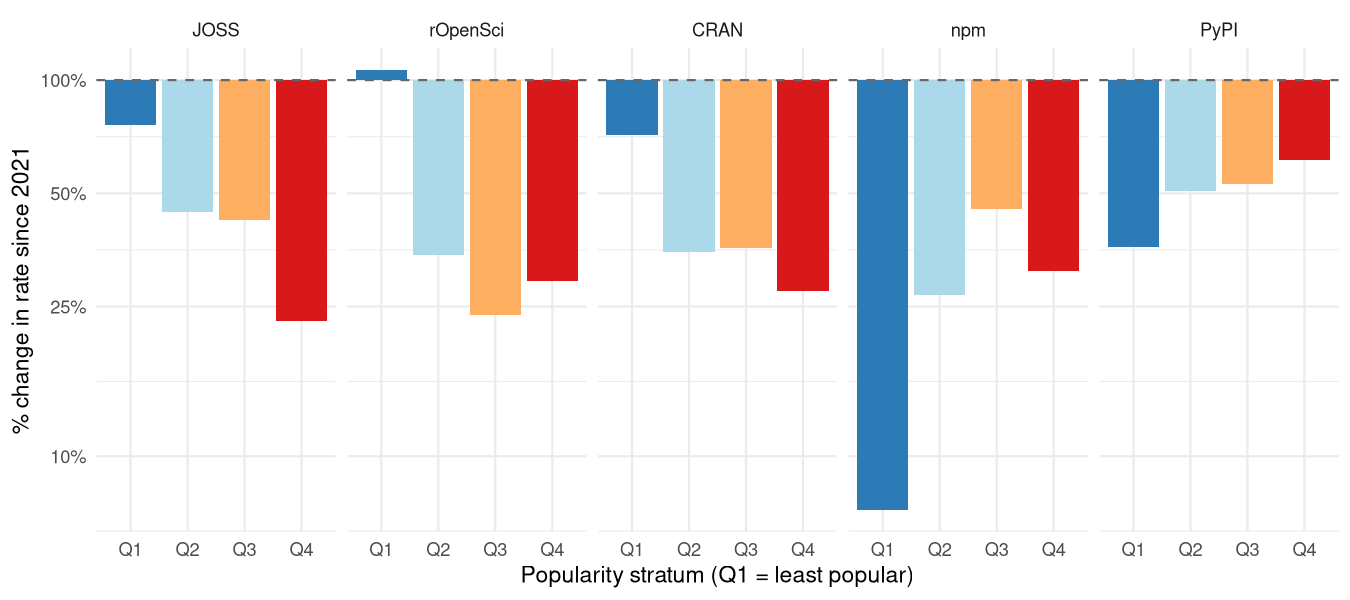 JOSS rOpenSci CRAN npm PyPI
% change in rate since 2021
100%
50%
25%
10%
Q1 Q2 Q3 Q4 Q1 Q2 Q3 Q4 Q1 Q2 Q3 Q4 Q1 Q2 Q3 Q4 Q1 Q2 Q3 Q4
Popularity stratum (Q1 = least popular)